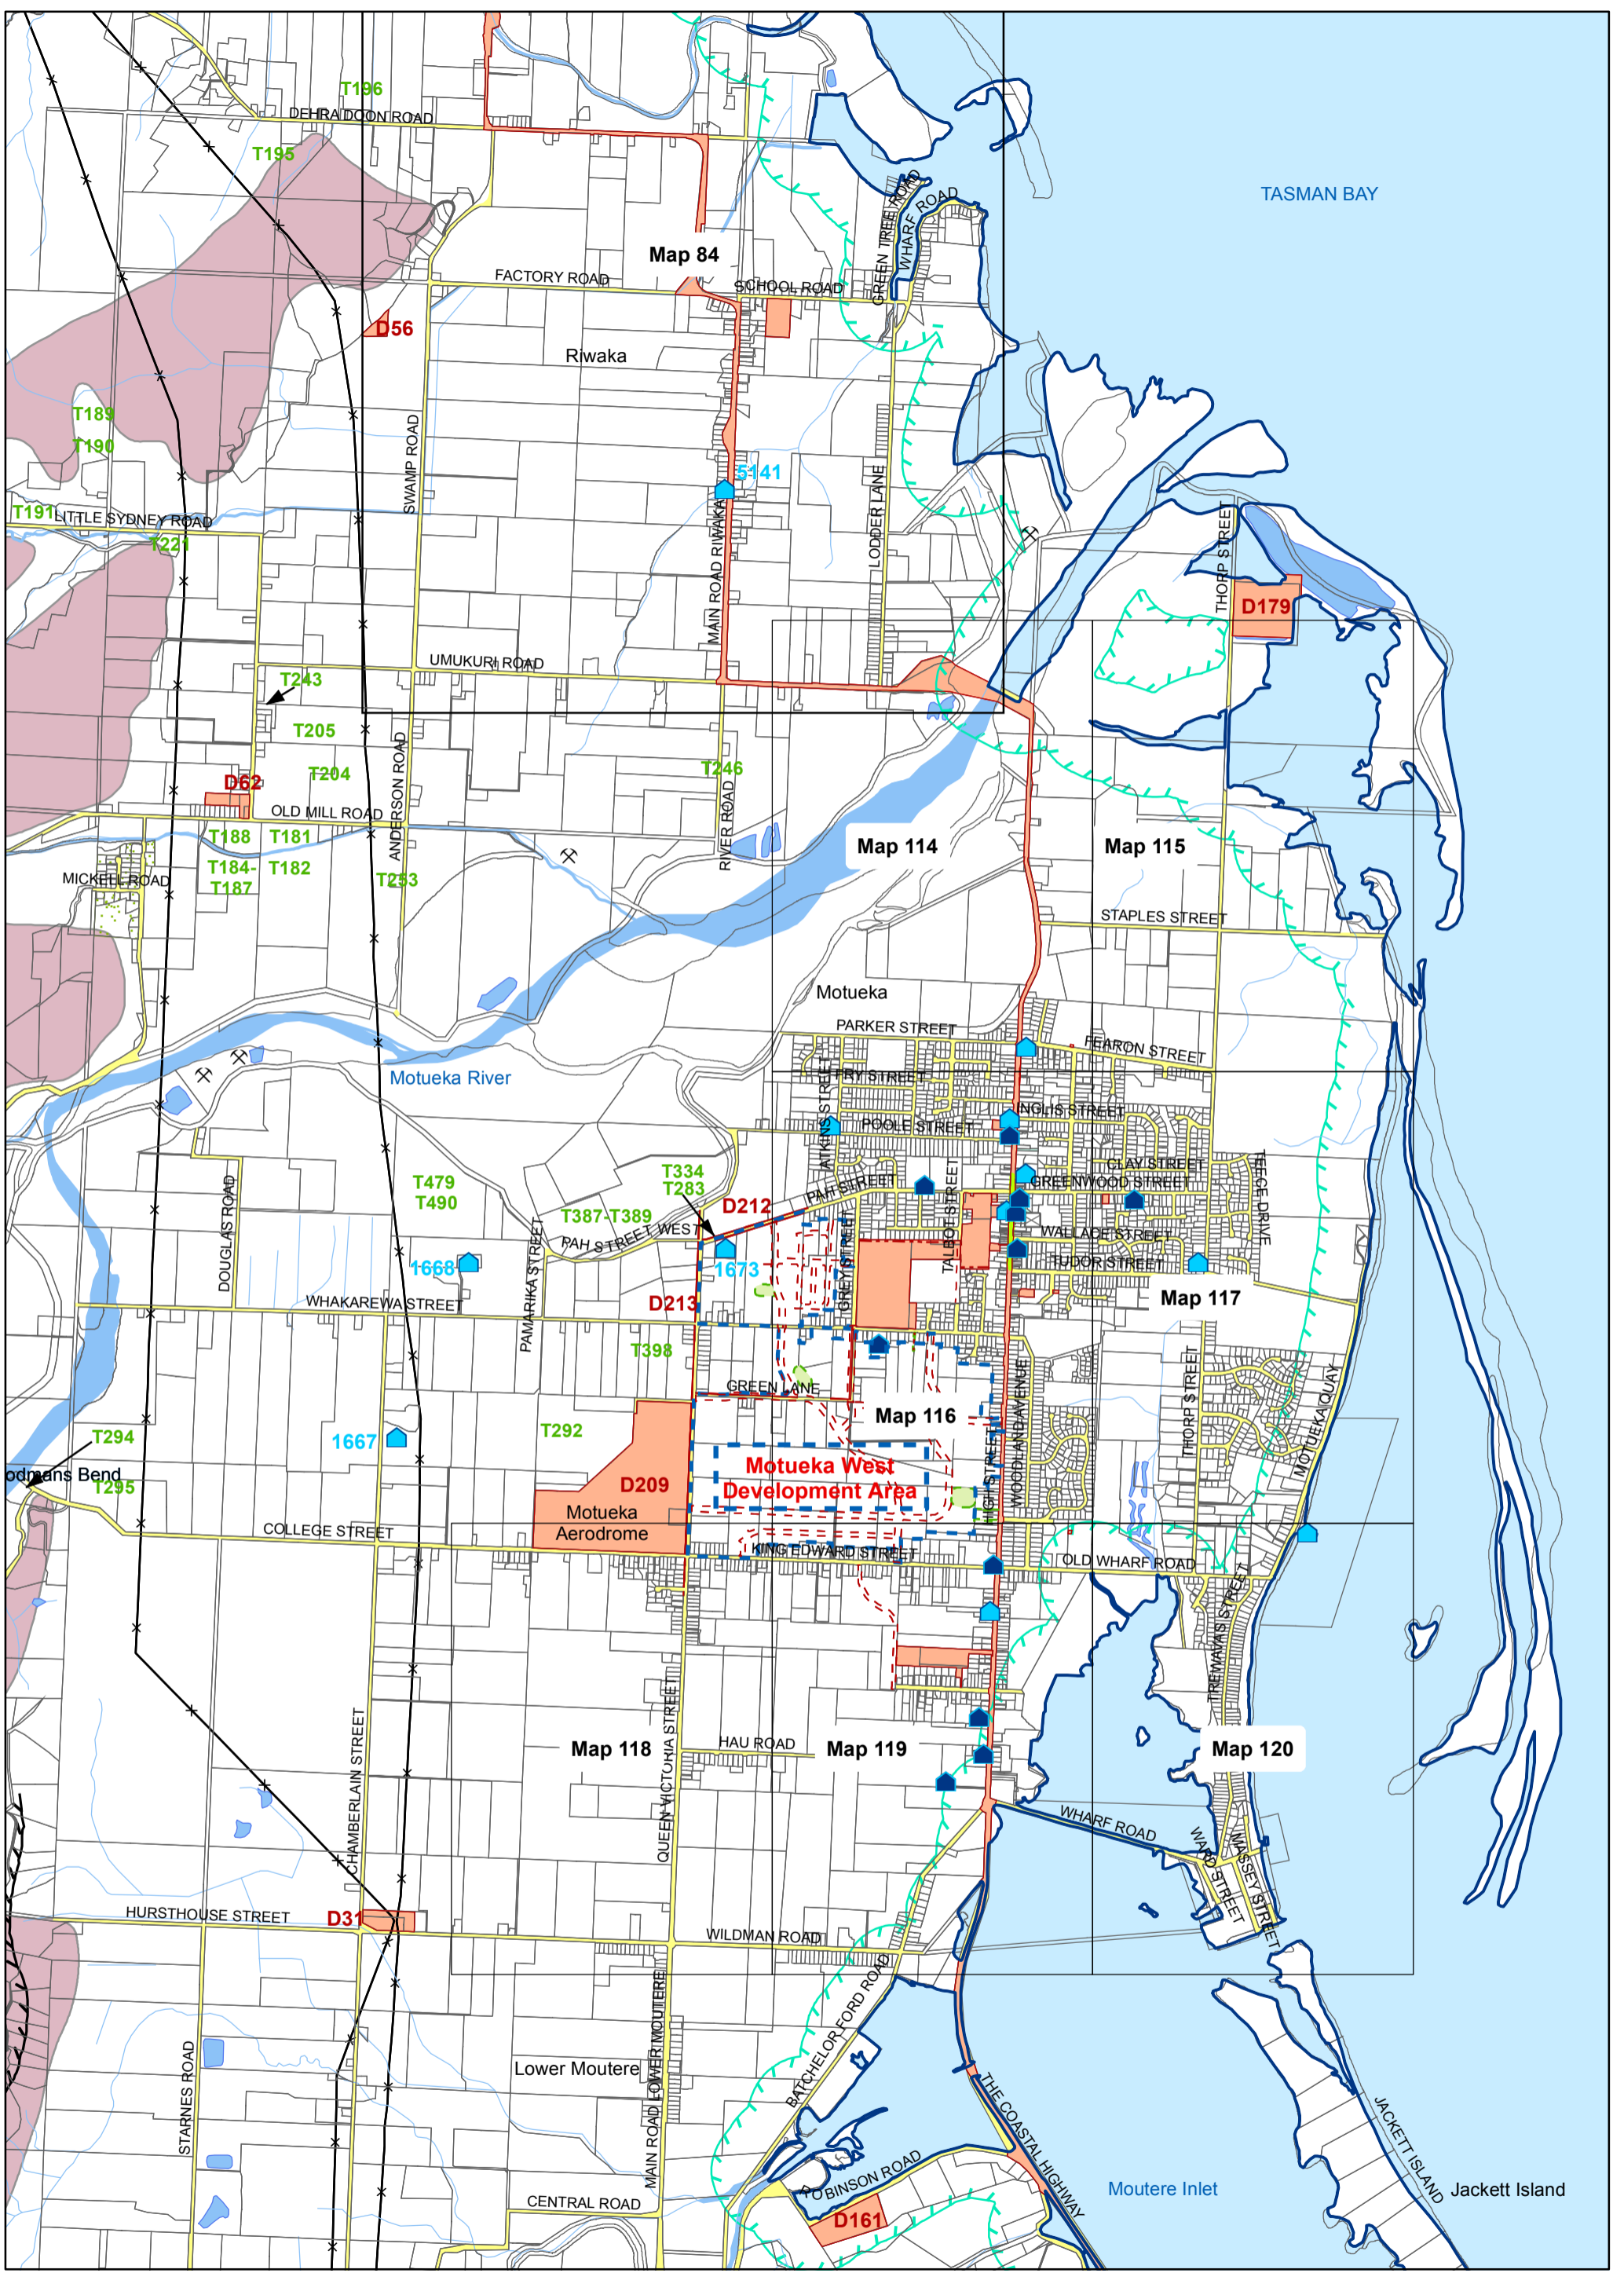 T196
DEHRA DOON ROAD
T195
TASMAN BAY
GREEN TREE ROAD
WHARF ROAD
Map 84
FACTORY ROAD
SCHOOL ROAD
D56
Riwaka
T189
T190
SWAMP ROAD
5141
MAIN ROAD RIWAKA
LODDER LANE
T191
LITTLE SYDNEY ROAD
T221
THORP STREET
D179
UMUKURI ROAD
T243
T205
T204
D62
ANDERSON ROAD
T246
RIVER ROAD
OLD MILL ROAD
T188
T181
T184-
T187
T182
MICKELL ROAD
T253
Map 114
Map 115
STAPLES STREET
Motueka
PARKER STREET
FEARON STREET
Motueka River
FRY STREET
ATKINS STREET
INGLIS STREET
POOLE STREET
CLAY STREET
GREENWOOD STREET
TEECE DRIVE
T334
T283
T479
T490
DOUGLAS ROAD
D212
PAH STREET
TALBOT STREET
T387-T389
PAH STREET WEST
WALLACE STREET
TUDOR STREET
PAMARIKA STREET
1668
1673
GREY STREET
D213
WHAKAREWA STREET
Map 117
T398
GREEN LANE
WOODLAND AVENUE
THORP STREET
MOTUEKA QUAY
Map 116
T292
1667
T294
odmans Bend
T295
HIGH STREET
Motueka West
Development Area
D209
Motueka
Aerodrome
COLLEGE STREET
KING EDWARD STREET
OLD WHARF ROAD
TREWAVAS STREET
QUEEN VICTORIA STREET
CHAMBERLAIN STREET
Map 118
HAU ROAD
Map 119
Map 120
WHARF ROAD
WARD STREET
MASSEY STREET
HURSTHOUSE STREET
D31
WILDMAN ROAD
BATCHELOR FORD ROAD
STARNES ROAD
MAIN ROAD LOWER MOUTERE
Lower Moutere
THE COASTAL HIGHWAY
JACKETT ISLAND
ROBINSON ROAD
Moutere Inlet
Jackett Island
CENTRAL ROAD
D161